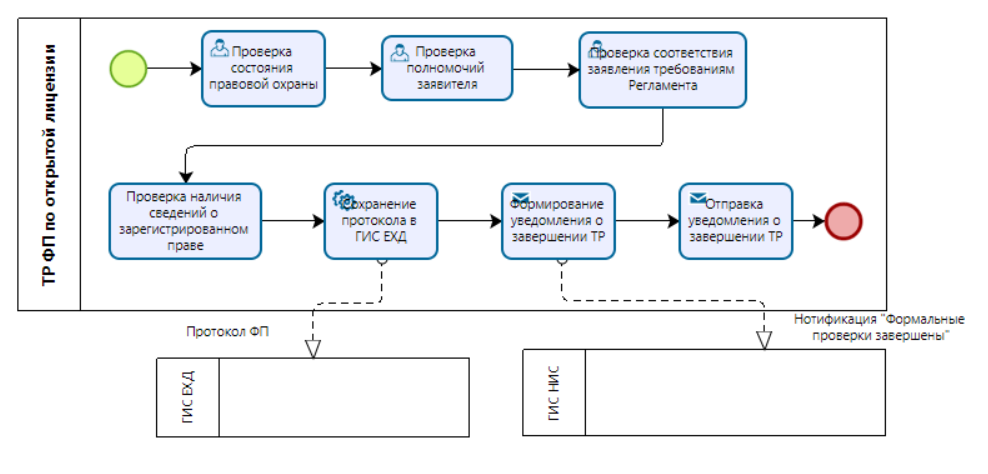 ТР ФП по открытой лицензии
Проверка
состояния
правовой охраны
Проверка
полномочий
заявителя
Проверка соответствия
заявления требованиям
Регламента
Проверка наличия
сведений о
зарегистрированном
праве
Сохранение
протокола в
ГИС ЕХД
Формирование
уведомления о
завершении ТР
Отправка
уведомления о
завершении ТР
Протокол ФП
Нотификация "Формальные
проверки завершены"
ГИС ЕХД
ГИС НИС